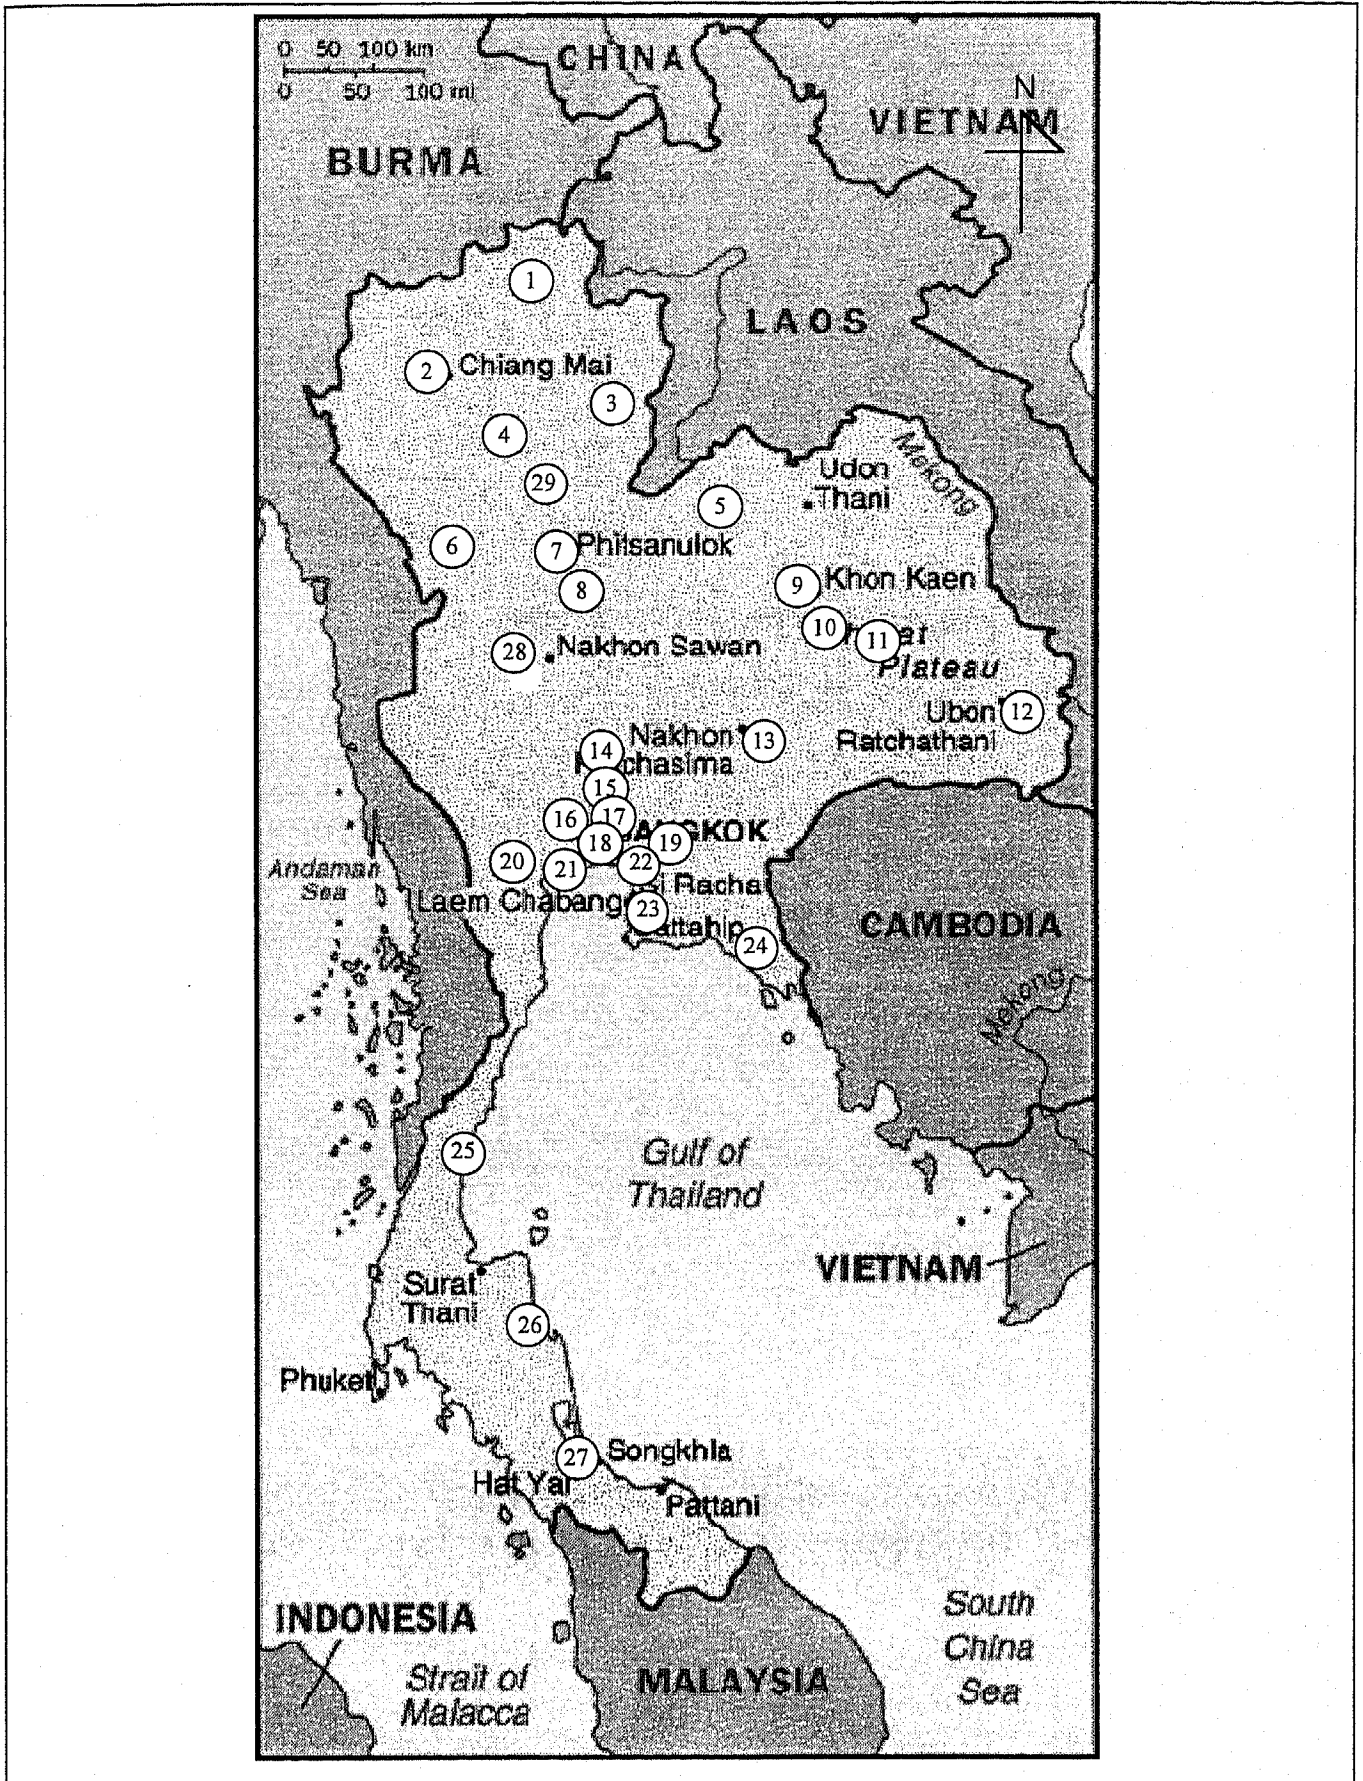 0 50 100 km
0 50 100 mi
CHINA
N
VIETNAM
BURMA
1
LAOS
2 Chiang Mai
3
4
Mekong
29
Udon
Thani
5
6
7 Phitsanulok
8
9 Khon Kaen
10 11
Plateau
28 Nakhon Sawan
Ubon 12
Ratchathani
14 Nakhon 13
15
16 17
18 19
20 21 22
Andaman
Sea
Racha
Laem Chabang
23
24
CAMBODIA
Mekong
25
Gulf of
Thailand
VIETNAM
Surat
Thani
26
Phuket
27 Songkhla
Hat Yai
Pattani
INDONESIA
Strait of
Malacca
MALAYSIA
South
China
Sea